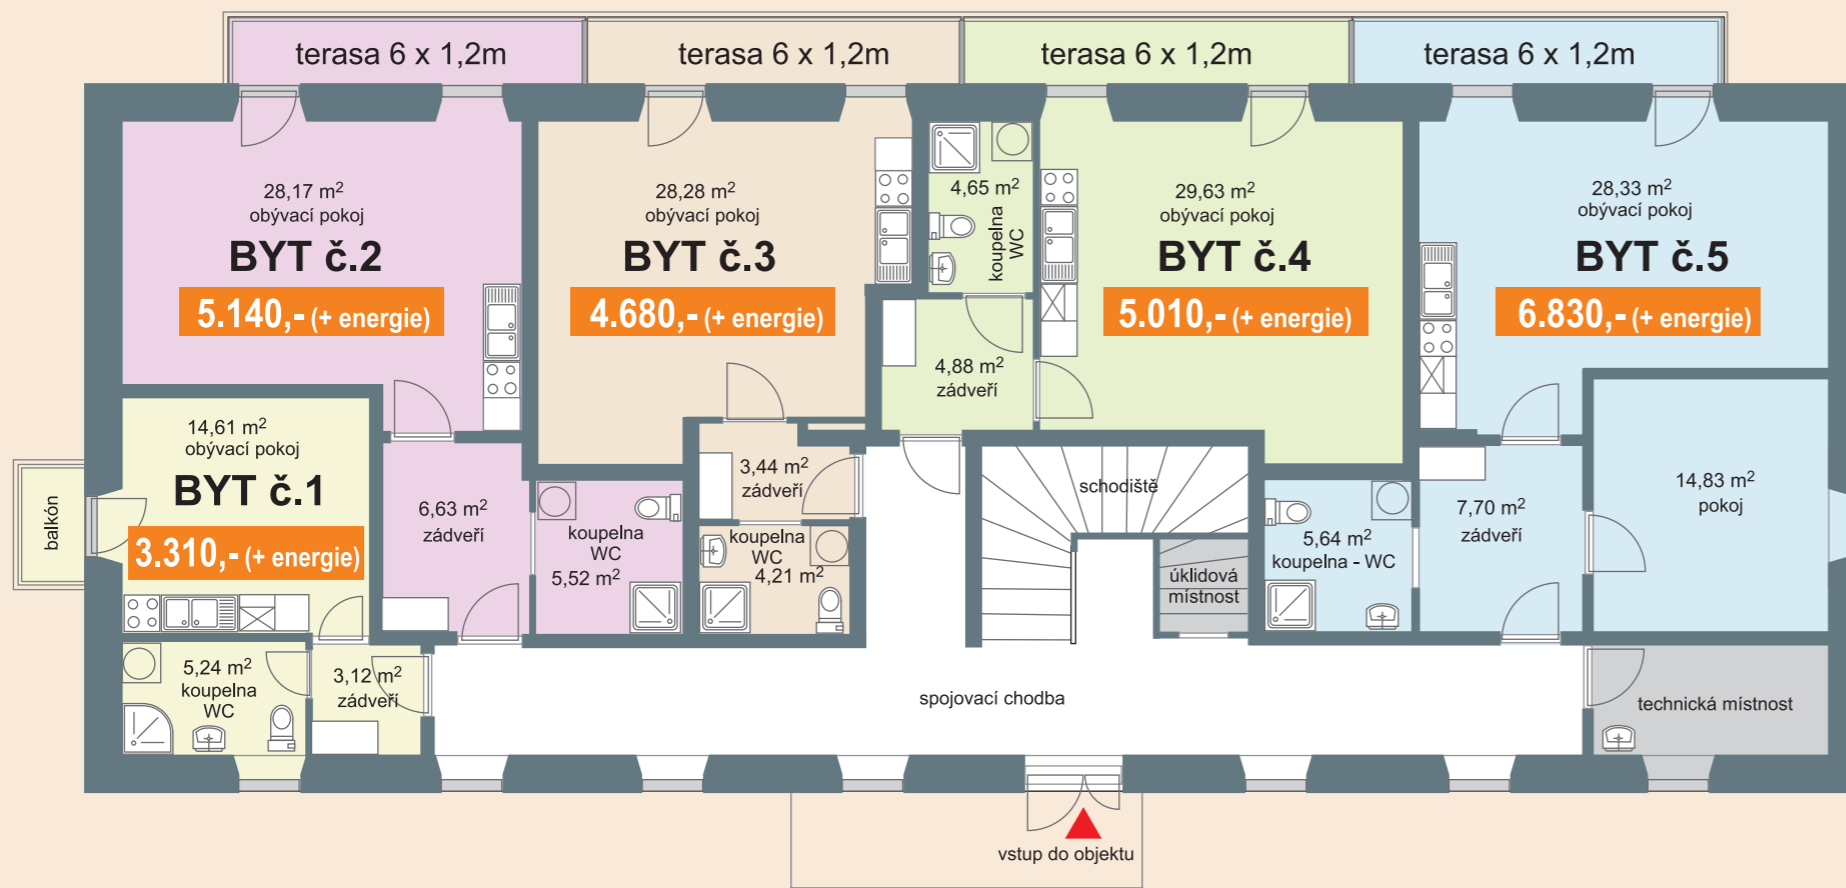 terasa 6 x 1,2m
terasa 6 x 1,2m
terasa 6 x 1,2m
terasa 6 x 1,2m
28,17 m²
obývací pokoj
BYT č.2
5.140,- (+ energie)
28,28 m²
obývací pokoj
BYT č.3
4.680,- (+ energie)
4,65 m²
koupelna
WC
29,63 m²
obývací pokoj
BYT č.4
5.010,- (+ energie)
28,33 m²
obývací pokoj
BYT č.5
6.830,- (+ energie)
4,88 m²
zádveří
14,61 m²
obývací pokoj
BYT č.1
3.310,- (+ energie)
balkón
6,63 m²
zádveří
koupelna
WC
5,52 m²
3,44 m²
zádveří
koupelna
WC
4,21 m²
schodiště
úklidová
místnost
5,64 m²
koupelna - WC
7,70 m²
zádveří
14,83 m²
pokoj
5,24 m²
koupelna
WC
3,12 m²
zádveří
spojovací chodba
technická místnost
vstup do objektu